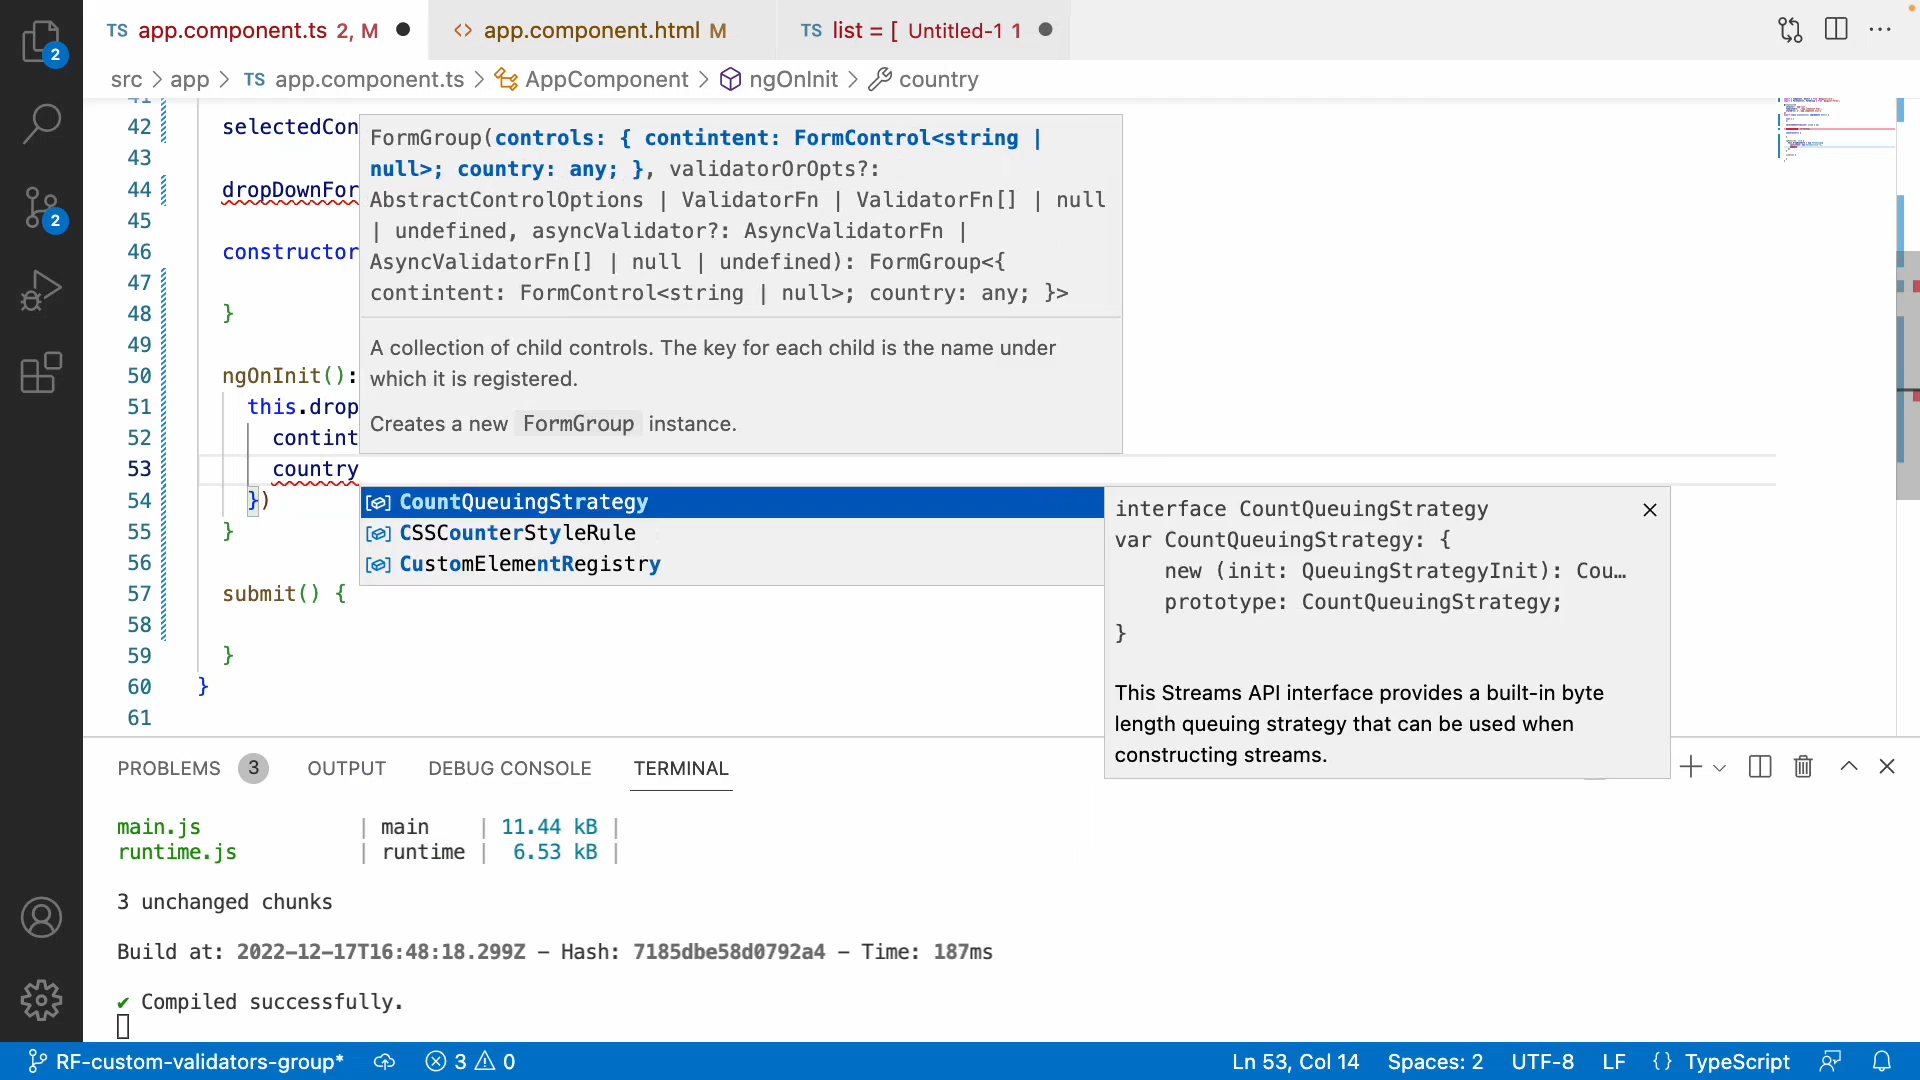 TS app.component.ts 2, M
<> app.component.html M
TS list = [ Untitled-1 1
src > app > TS app.component.ts > AppComponent > ngOnInit > country
2
2
41
42 selectedCon
43
44 dropDownFor
45
46 constructor
47
48 }
49
50 ngOnInit():
51 this.drop
52 contint
53 country
54 })
55 }
56
57 submit() {
58
59 }
60 }
61
FormGroup(controls: { contintent: FormControl<string |
null>; country: any; }, validatorOrOpts?:
AbstractControlOptions | ValidatorFn | ValidatorFn[] | null
| undefined, asyncValidator?: AsyncValidatorFn |
AsyncValidatorFn[] | null | undefined): FormGroup<{
contintent: FormControl<string | null>; country: any; }>
A collection of child controls. The key for each child is the name under
which it is registered.
Creates a new FormGroup instance.
CountQueuingStrategy
CSSCounterStyleRule
CustomElementRegistry
interface CountQueuingStrategy
var CountQueuingStrategy: {
new (init: QueuingStrategyInit): Cou…
prototype: CountQueuingStrategy;
}
This Streams API interface provides a built-in byte
length queuing strategy that can be used when
constructing streams.
PROBLEMS 3 OUTPUT DEBUG CONSOLE TERMINAL
main.js | main | 11.44 kB |
runtime.js | runtime | 6.53 kB |
3 unchanged chunks
Build at: 2022-12-17T16:48:18.299Z - Hash: 7185dbe58d0792a4 - Time: 187ms
✔ Compiled successfully.
RF-custom-validators-group* 3 0 Ln 53, Col 14 Spaces: 2 UTF-8 LF {} TypeScript